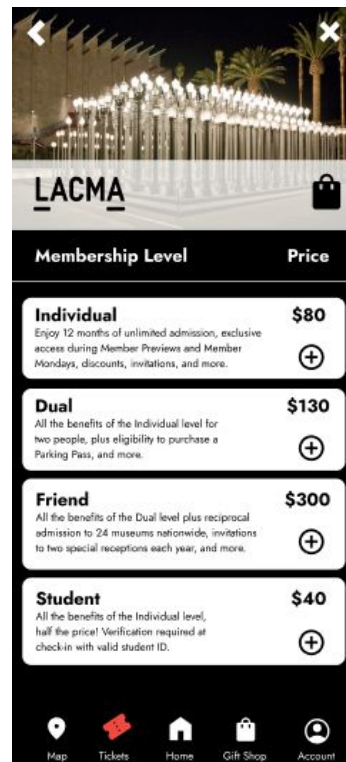 LACMA
Membership Level Price
Individual $80
Enjoy 12 months of unlimited admission, exclusive
access during Member Previews and Member
Mondays, discounts, invitations, and more.
Dual $130
All the benefits of the Individual level for
two people, plus eligibility to purchase a
Parking Pass, and more.
Friend $300
All the benefits of the Dual level plus reciprocal
admission to 24 museums nationwide, invitations
to two special receptions each year, and more.
Student $40
All the benefits of the Individual level,
half the price! Verification required at
check-in with valid student ID.
Map Tickets Home Gift Shop Account